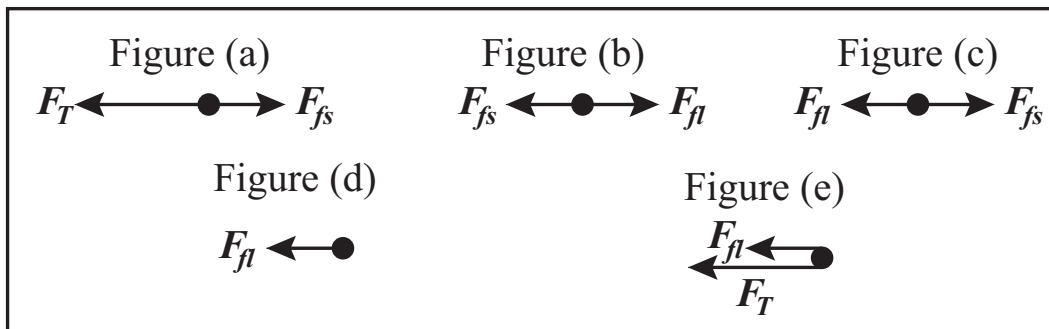 Figure (a) Figure (b) Figure (c)
F_T F_fs F_fs F_fl F_fl F_fs
Figure (d) Figure (e)
F_fl F_fl
F_T